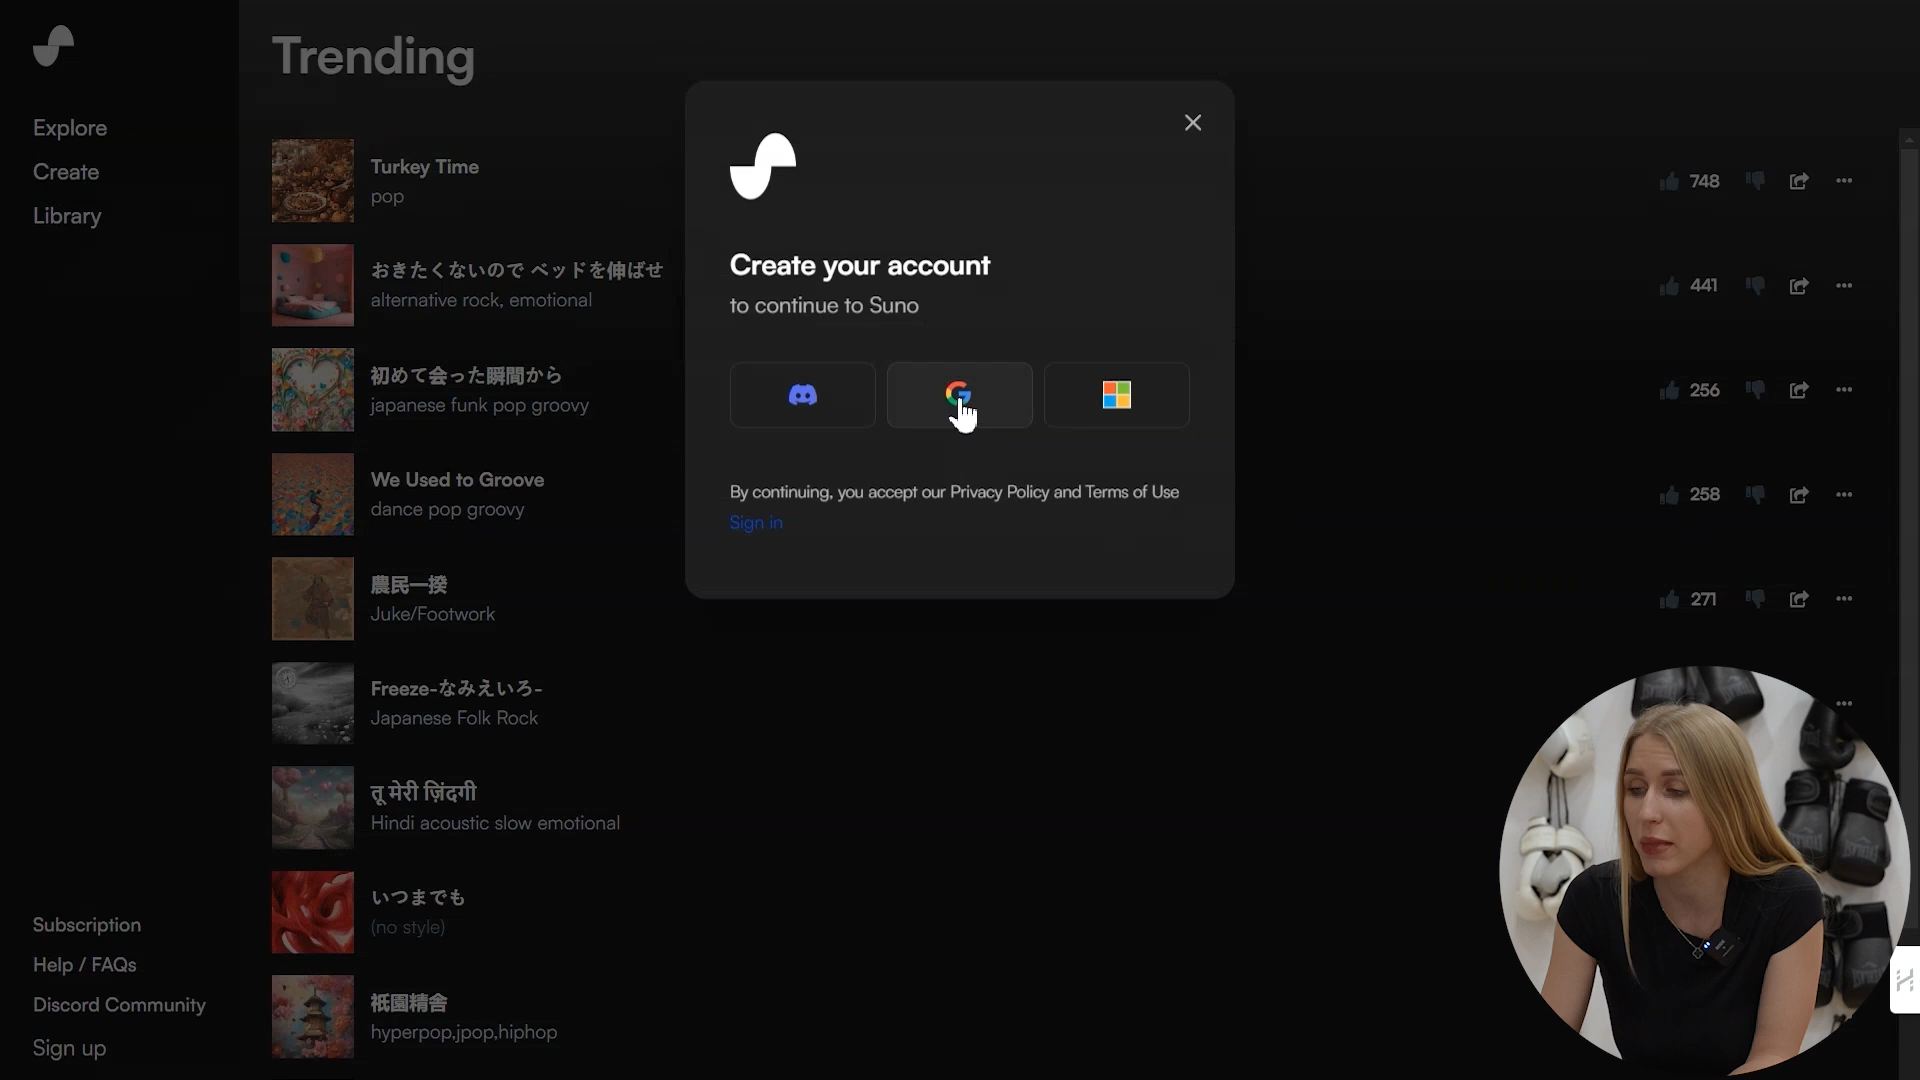 Trending
Explore
Create
Library
Turkey Time
pop
748
おきたくないので ベッドを伸ばせ
alternative rock, emotional
441
初めて会った瞬間から
japanese funk pop groovy
256
We Used to Groove
dance pop groovy
258
農民一揆
Juke/Footwork
271
Freeze-なみえいろ-
Japanese Folk Rock
तू मेरी ज़िंदगी
Hindi acoustic slow emotional
いつまでも
(no style)
祇園精舎
hyperpop,jpop,hiphop
Create your account
to continue to Suno
By continuing, you accept our Privacy Policy and Terms of Use
Sign in
Subscription
Help / FAQs
Discord Community
Sign up